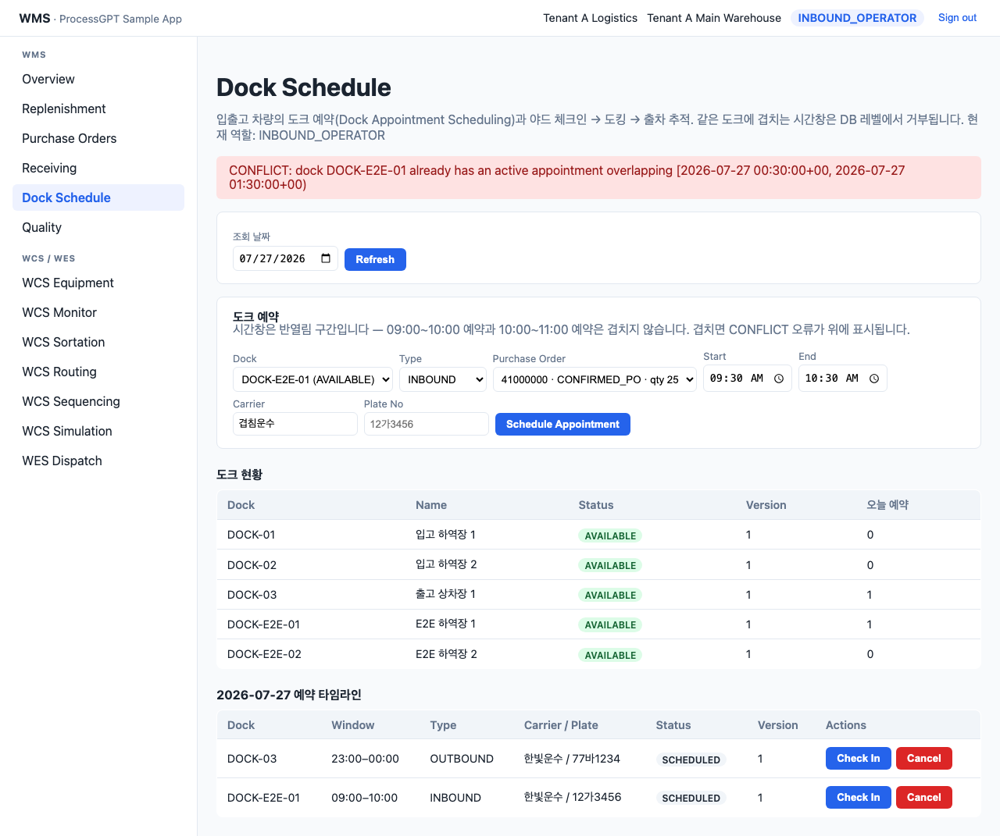 WMS · ProcessGPT Sample App
Tenant A Logistics Tenant A Main Warehouse INBOUND_OPERATOR Sign out
WMS
Overview
Replenishment
Purchase Orders
Receiving
Dock Schedule
Quality
WCS / WES
WCS Equipment
WCS Monitor
WCS Sortation
WCS Routing
WCS Sequencing
WCS Simulation
WES Dispatch
Dock Schedule
입출고 차량의 도크 예약(Dock Appointment Scheduling)과 야드 체크인 → 도킹 → 출차 추적. 같은 도크에 겹치는 시간창은 DB 레벨에서 거부됩니다. 현
재 역할: INBOUND_OPERATOR
CONFLICT: dock DOCK-E2E-01 already has an active appointment overlapping [2026-07-27 00:30:00+00, 2026-07-27
01:30:00+00)
조회 날짜
07/27/2026 Refresh
도크 예약
시간창은 반열림 구간입니다 — 09:00~10:00 예약과 10:00~11:00 예약은 겹치지 않습니다. 겹치면 CONFLICT 오류가 위에 표시됩니다.
Dock Type Purchase Order Start End
DOCK-E2E-01 (AVAILABLE) INBOUND 41000000 · CONFIRMED_PO · qty 25 09:30 AM 10:30 AM
Carrier Plate No
겹침운수 12가3456 Schedule Appointment
도크 현황
Dock Name Status Version 오늘 예약
DOCK-01 입고 하역장 1 AVAILABLE 1 0
DOCK-02 입고 하역장 2 AVAILABLE 1 0
DOCK-03 출고 상차장 1 AVAILABLE 1 1
DOCK-E2E-01 E2E 하역장 1 AVAILABLE 1 1
DOCK-E2E-02 E2E 하역장 2 AVAILABLE 1 0
2026-07-27 예약 타임라인
Dock Window Type Carrier / Plate Status Version Actions
DOCK-03 23:00–00:00 OUTBOUND 한빛운수 / 77바1234 SCHEDULED 1 Check In Cancel
DOCK-E2E-01 09:00–10:00 INBOUND 한빛운수 / 12가3456 SCHEDULED 1 Check In Cancel